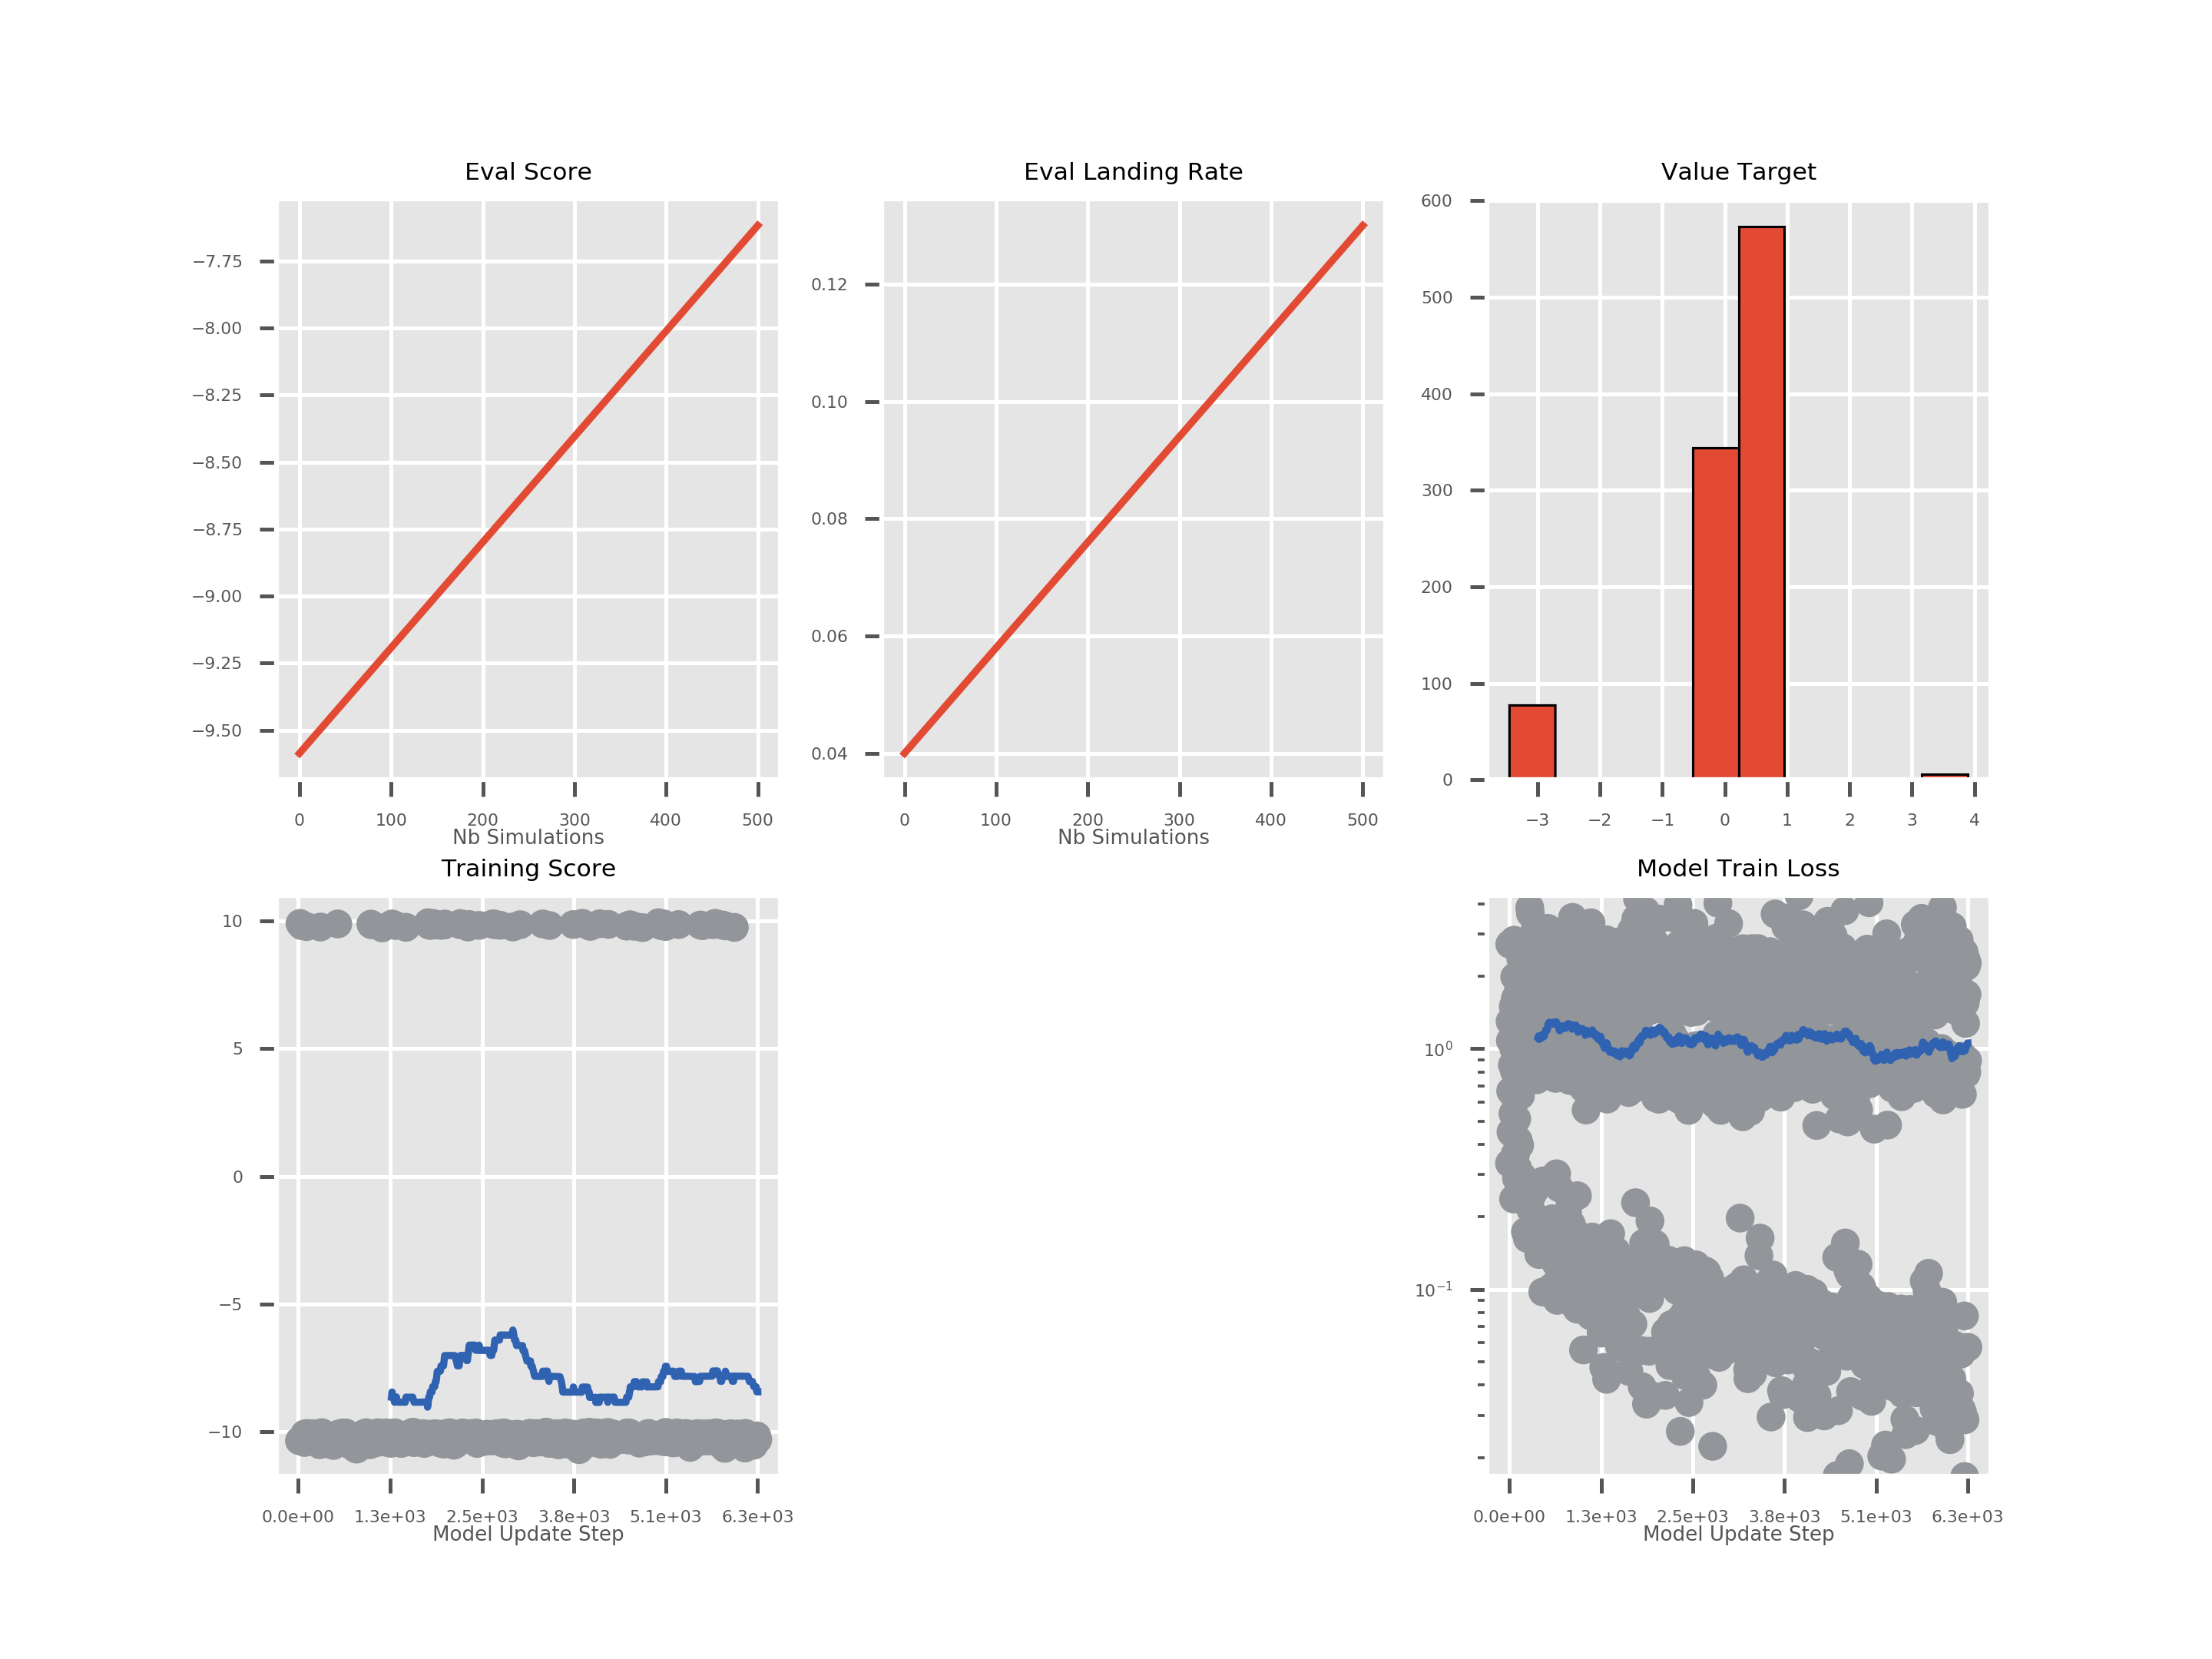 Eval Score
−7.75
−8.00
−8.25
−8.50
−8.75
−9.00
−9.25
−9.50
0 100 200 300 400 500
Nb Simulations
Eval Landing Rate
0.12
0.10
0.08
0.06
0.04
0 100 200 300 400 500
Nb Simulations
Value Target
600
500
400
300
200
100
0
−3 −2 −1 0 1 2 3 4
Training Score
10
5
0
−5
−10
0.0e+00 1.3e+03 2.5e+03 3.8e+03 5.1e+03 6.3e+03
Model Update Step
Model Train Loss
10⁰
10⁻¹
0.0e+00 1.3e+03 2.5e+03 3.8e+03 5.1e+03 6.3e+03
Model Update Step